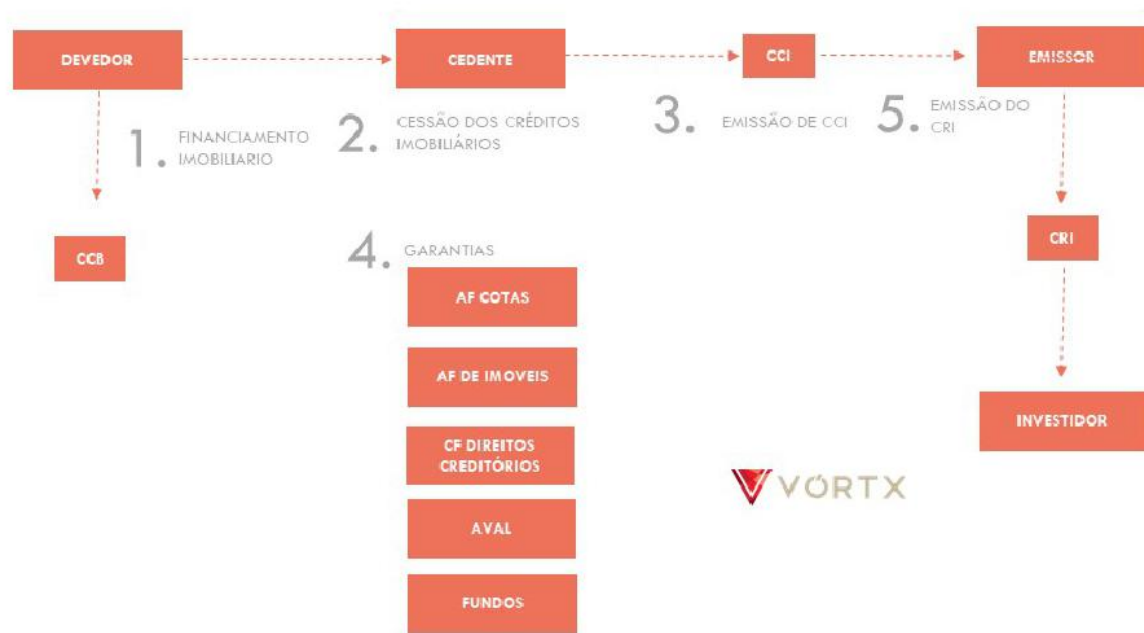 DEVEDOR
CEDENTE
CCI
EMISSOR
1.
FINANCIAMENTO
IMOBILIARIO
2.
CESSÃO DOS CRÉDITOS
IMOBILIÁRIOS
3.
EMISSÃO DE CCI
5.
EMISSÃO DO
CRI
CCB
4.
GARANTIAS
CRI
AF COTAS
AF DE IMOVEIS
CF DIREITOS
CREDITÓRIOS
AVAL
FUNDOS
INVESTIDOR
VÓRTX